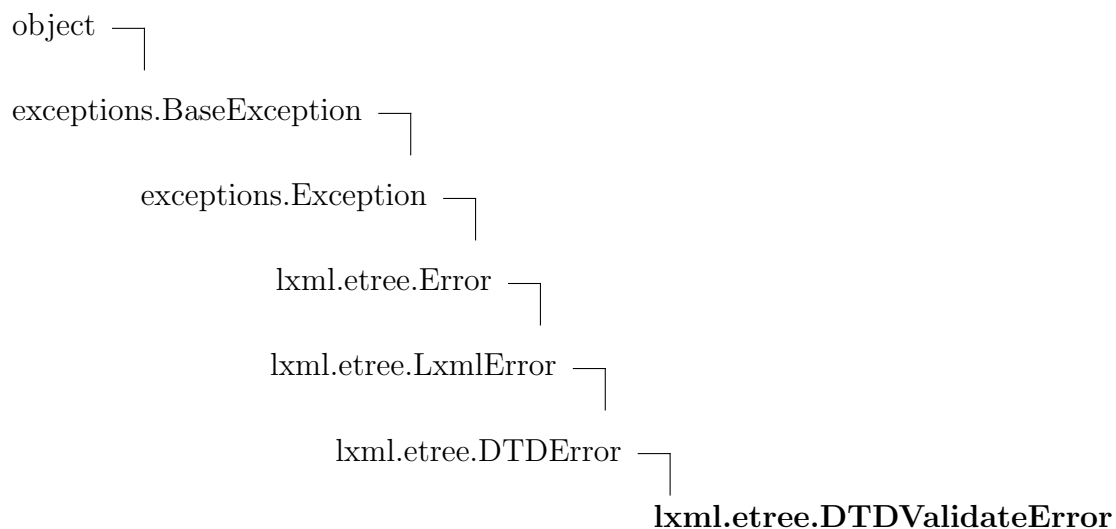 object
exceptions.BaseException
exceptions.Exception
lxml.etree.Error
lxml.etree.LxmlError
lxml.etree.DTDError
lxml.etree.DTDValidateError